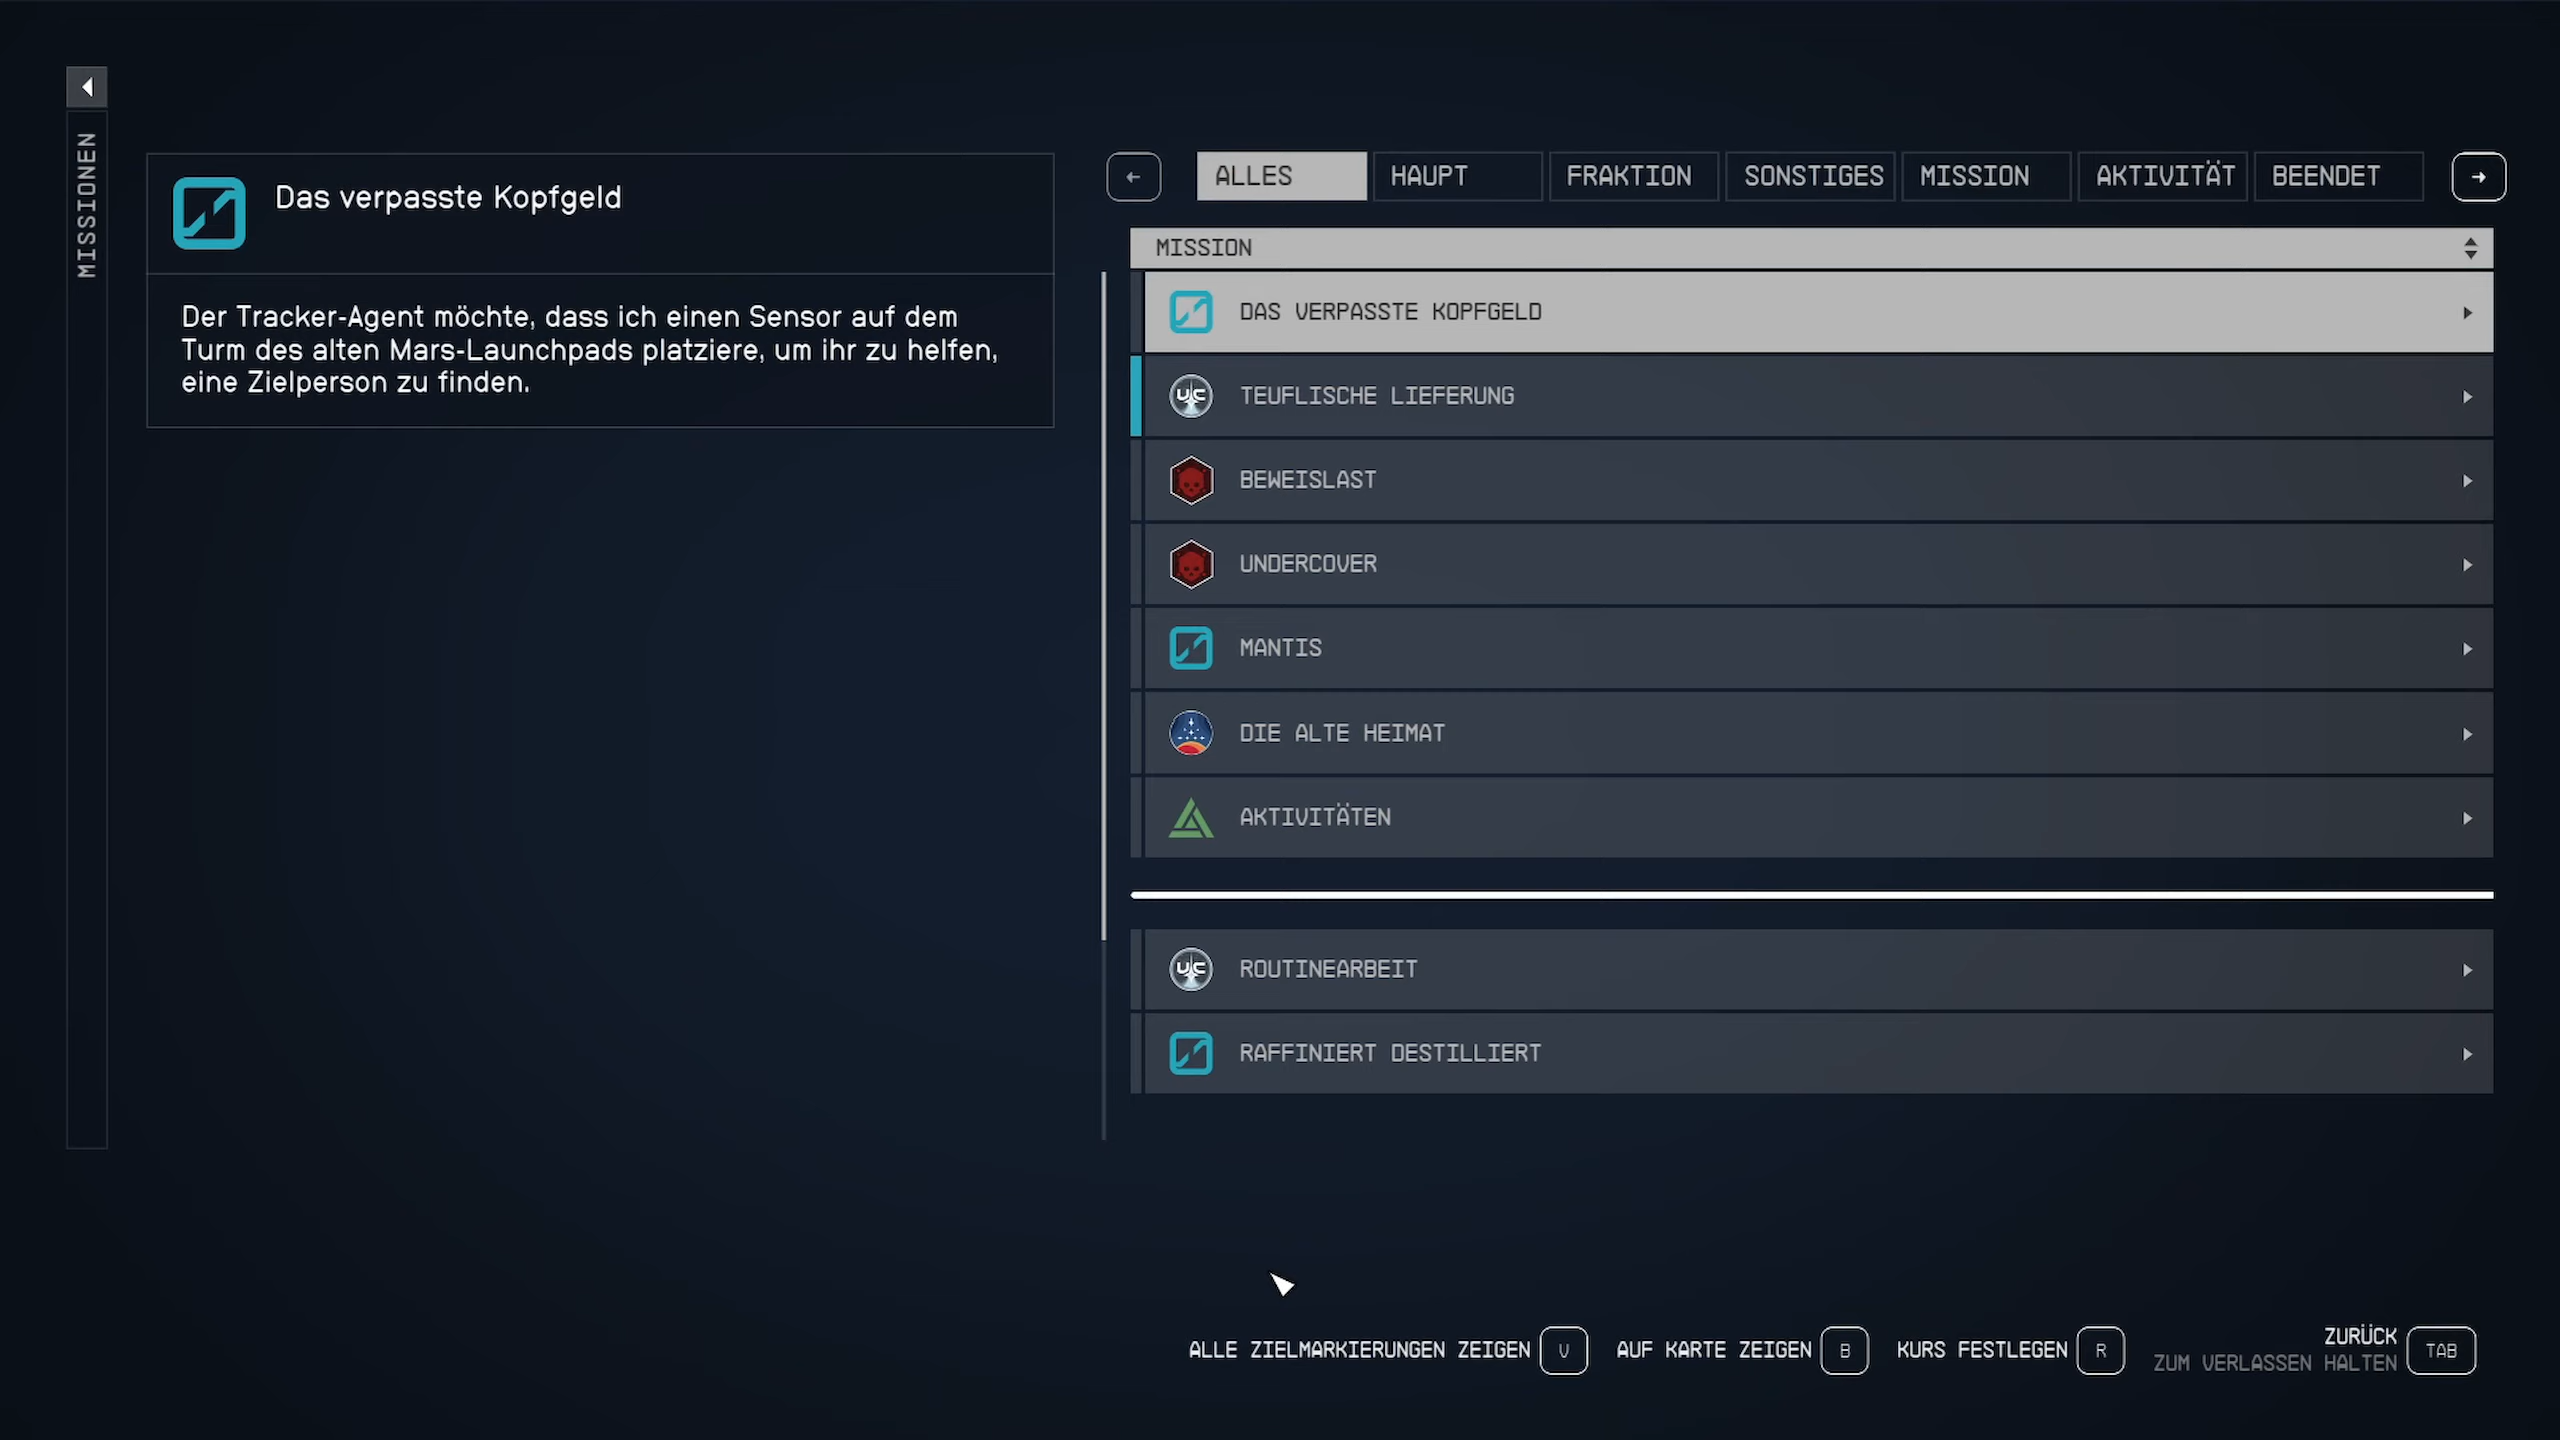 MISSIONEN
Das verpasste Kopfgeld
Der Tracker-Agent möchte, dass ich einen Sensor auf dem
Turm des alten Mars-Launchpads platziere, um ihr zu helfen,
eine Zielperson zu finden.
ALLES HAUPT FRAKTION SONSTIGES MISSION AKTIVITÄT BEENDET
MISSION
DAS VERPASSTE KOPFGELD
UC TEUFLISCHE LIEFERUNG
BEWEISLAST
UNDERCOVER
MANTIS
DIE ALTE HEIMAT
AKTIVITÄTEN
UC ROUTINEARBEIT
RAFFINIERT DESTILLIERT
ALLE ZIELMARKIERUNGEN ZEIGEN V AUF KARTE ZEIGEN B KURS FESTLEGEN R ZURÜCK TAB
ZUM VERLASSEN HALTEN